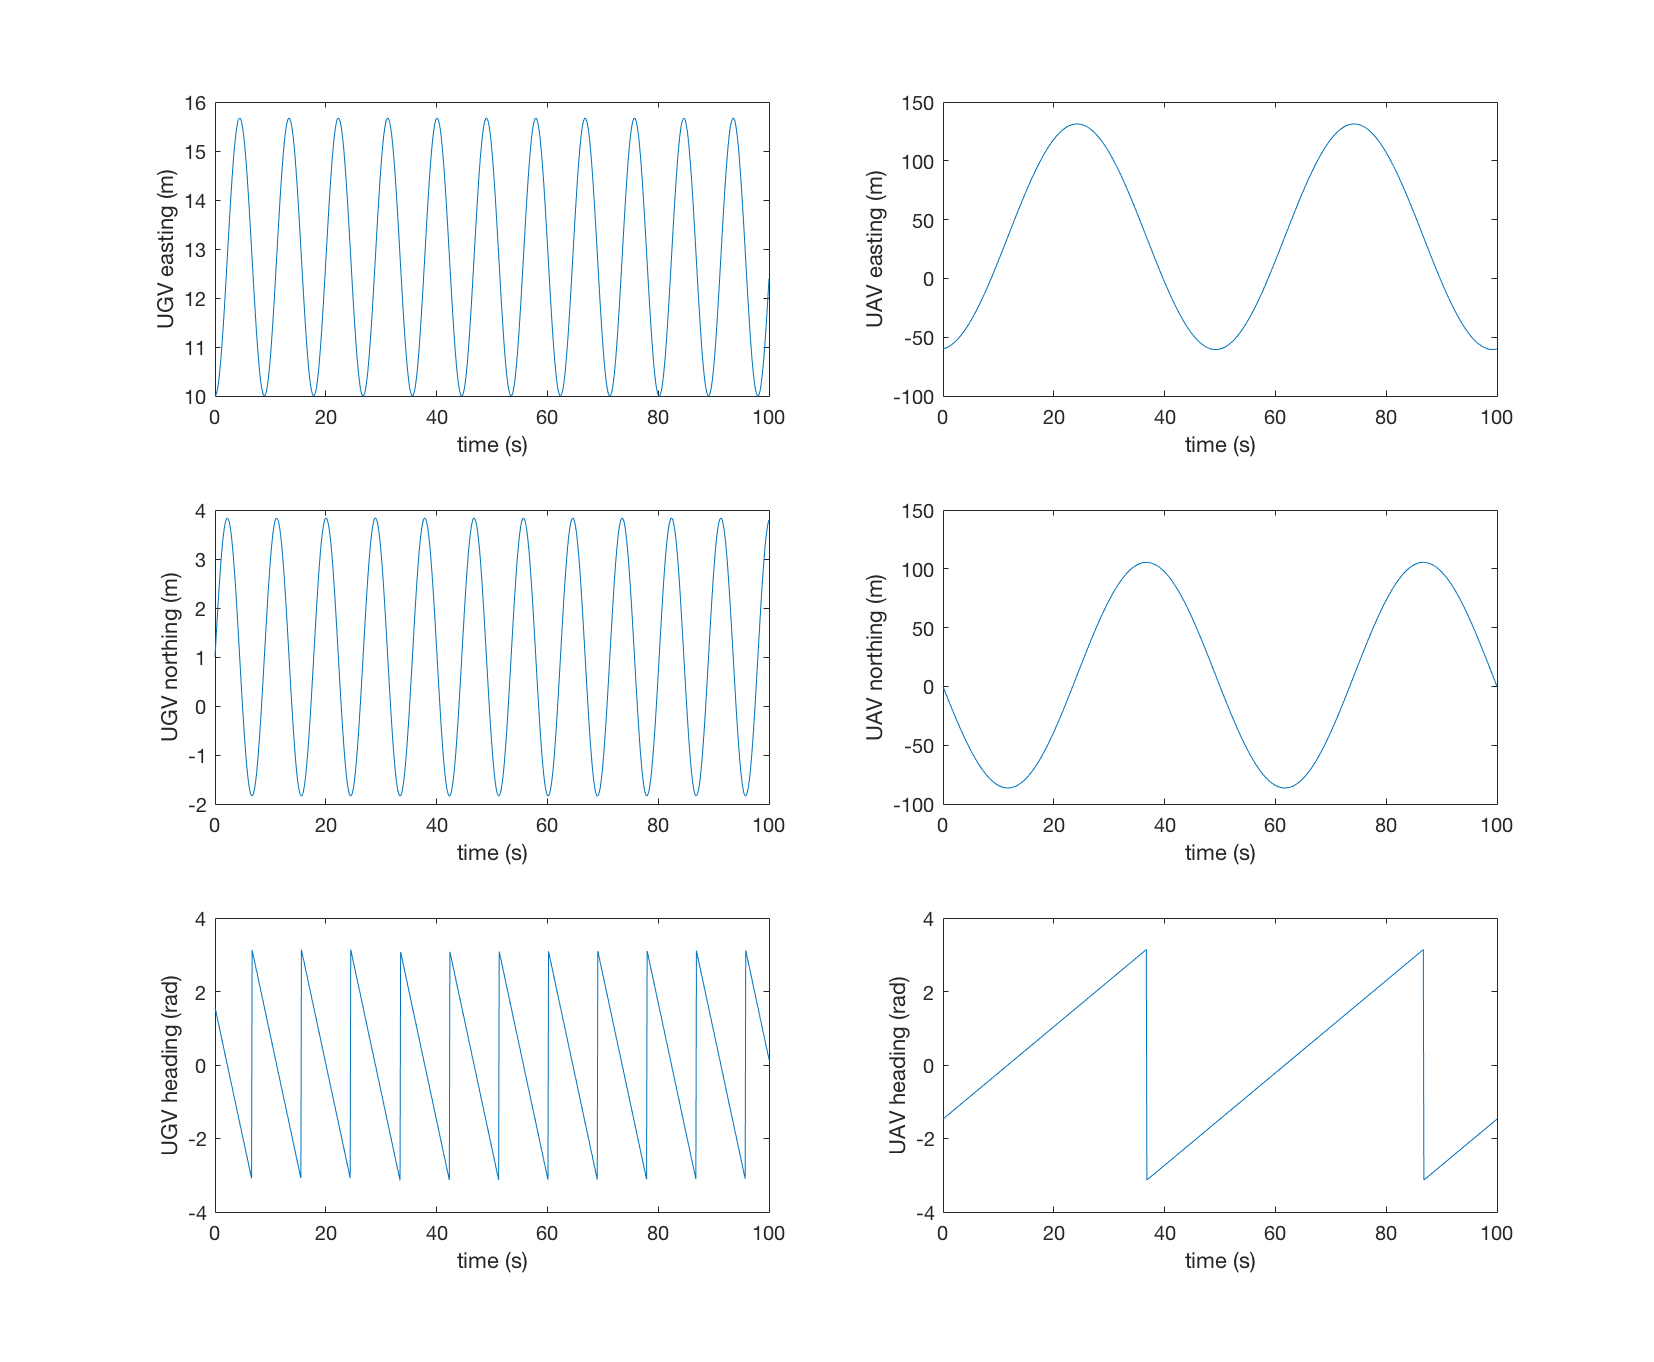 16
15
14
13
12
11
10
UGV easting (m)
0 20 40 60 80 100
time (s)
150
100
50
0
-50
-100
UAV easting (m)
0 20 40 60 80 100
time (s)
4
3
2
1
0
-1
-2
UGV northing (m)
0 20 40 60 80 100
time (s)
150
100
50
0
-50
-100
UAV northing (m)
0 20 40 60 80 100
time (s)
4
2
0
-2
-4
UGV heading (rad)
0 20 40 60 80 100
time (s)
4
2
0
-2
-4
UAV heading (rad)
0 20 40 60 80 100
time (s)